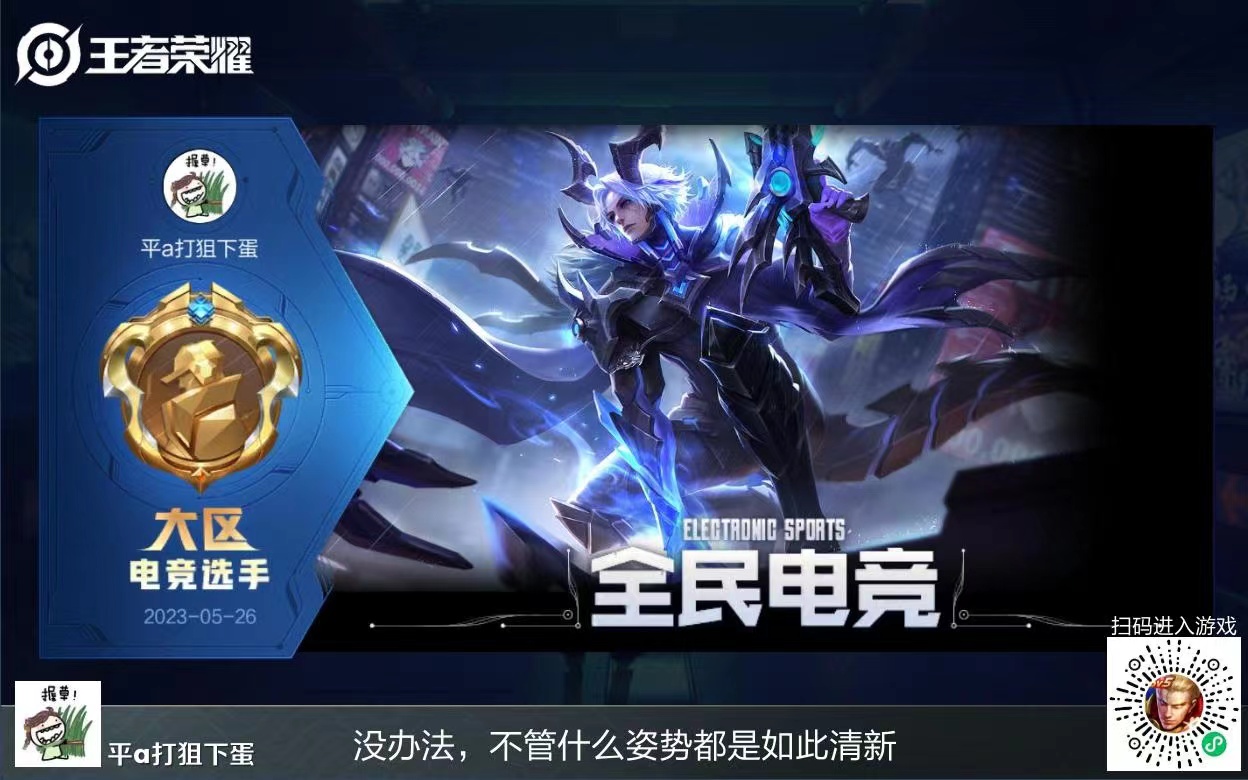 王者荣耀
报单!
平a打狙下蛋
大区
电竞选手
2023-05-26
ELECTRONIC SPORTS
全民电竞
扫码进入游戏
报单!
平a打狙下蛋
没办法，不管什么姿势都是如此清新